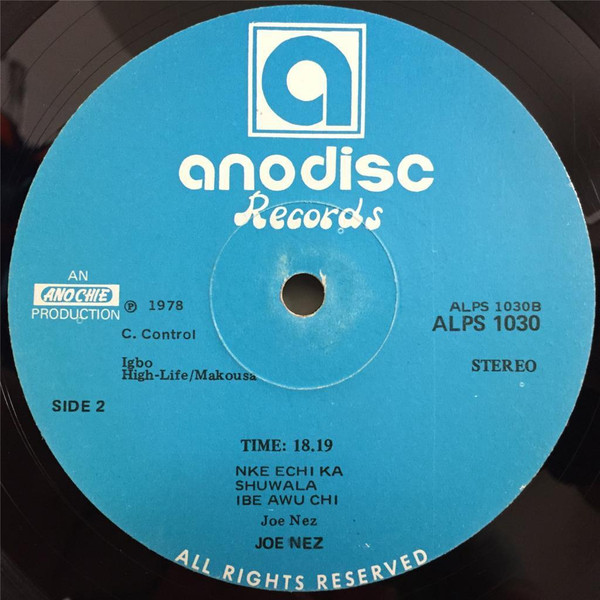 a
anodisc
Records
AN
ANOCHIE
PRODUCTION
℗ 1978
C. Control
Igbo
High-Life/Makousa
SIDE 2
ALPS 1030B
ALPS 1030
STEREO
TIME: 18.19
NKE ECHI KA
SHUWALA
IBE AWU CHI
Joe Nez
JOE NEZ
ALL RIGHTS RESERVED